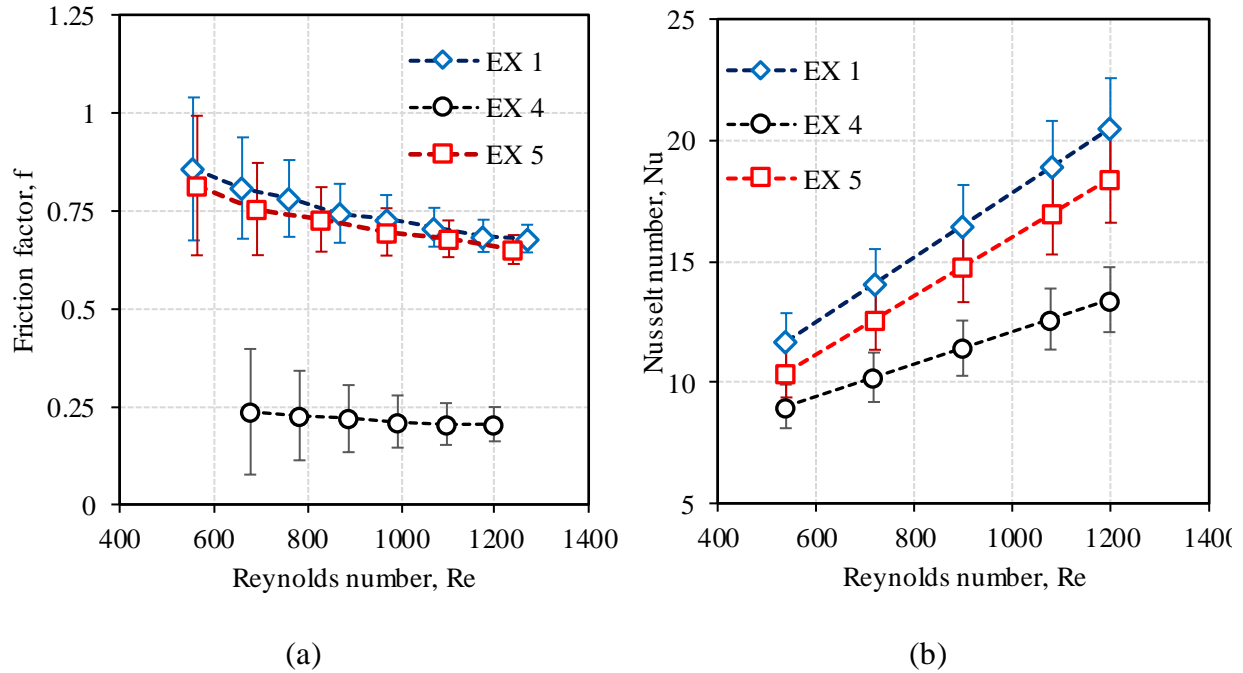 1.25
1
0.75
0.5
0.25
0
400
600
800
1000
1200
1400
Friction factor, f
Reynolds number, Re
EX 1
EX 4
EX 5
(a)
25
20
15
10
5
400
600
800
1000
1200
Nusselt number, Nu
Reynolds number, Re
EX 1
EX 4
EX 5
(b)